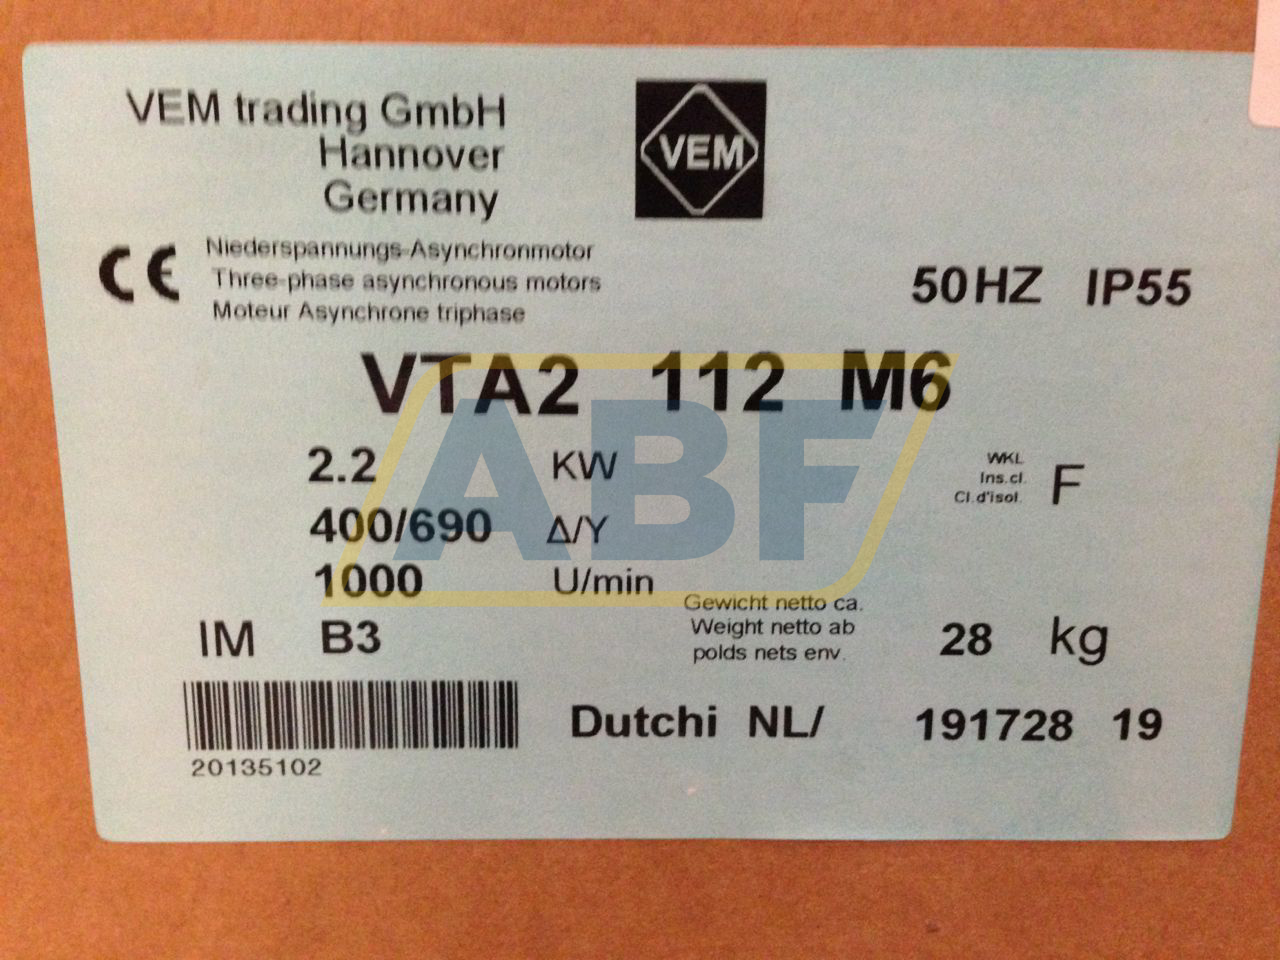 VEM trading GmbH
Hannover
Germany
VEM
CE
Niederspannungs-Asynchronmotor
Three-phase asynchronous motors
Moteur Asynchrone triphase
50HZ IP55
VTA2 112 M6
ABF
2.2 KW
WKL
Ins.cl.
Cl.d'isol.
F
400/690 Δ/Y
1000 U/min
Gewicht netto ca.
Weight netto ab
polds nets env.
28 kg
IM B3
Dutchi NL/ 191728 19
20135102